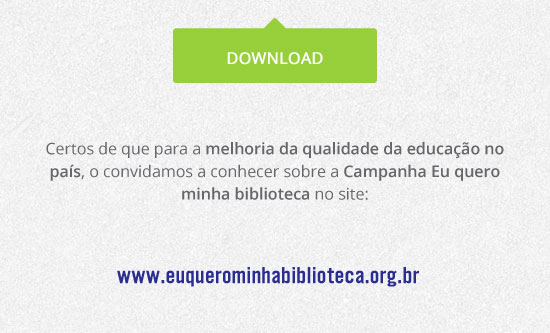 DOWNLOAD
Certos de que para a melhoria da qualidade da educação no
país, o convidamos a conhecer sobre a Campanha Eu quero
minha biblioteca no site:
www.euquerominhabiblioteca.org.br